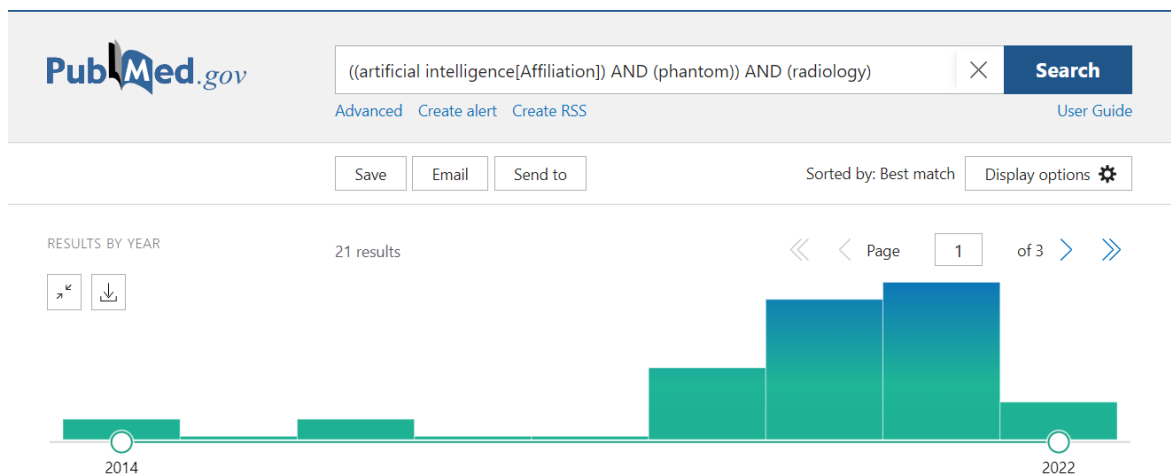 PubMed.gov
((artificial intelligence[Affiliation]) AND (phantom)) AND (radiology)
Search
Advanced Create alert Create RSS
User Guide
Save Email Send to
Sorted by: Best match Display options
RESULTS BY YEAR
21 results
Page 1 of 3
2014
2022